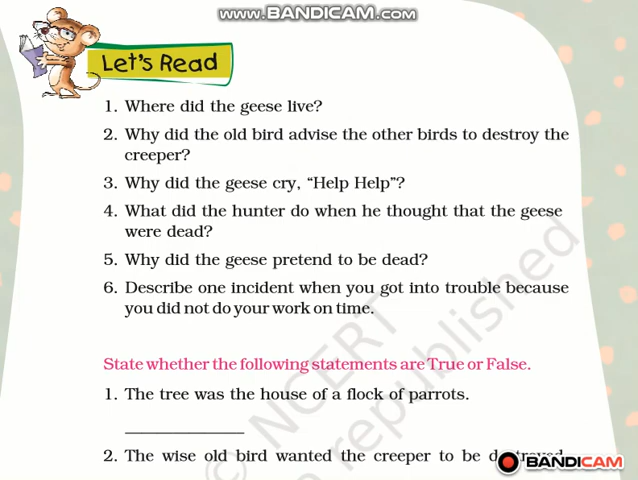 www.BANDICAM.com
Let's Read
1. Where did the geese live?
2. Why did the old bird advise the other birds to destroy the
creeper?
3. Why did the geese cry, "Help Help"?
4. What did the hunter do when he thought that the geese
were dead?
5. Why did the geese pretend to be dead?
6. Describe one incident when you got into trouble because
you did not do your work on time.
State whether the following statements are True or False.
1. The tree was the house of a flock of parrots.
2. The wise old bird wanted the creeper to be destroyed
© NCERT
republished
BANDICAM